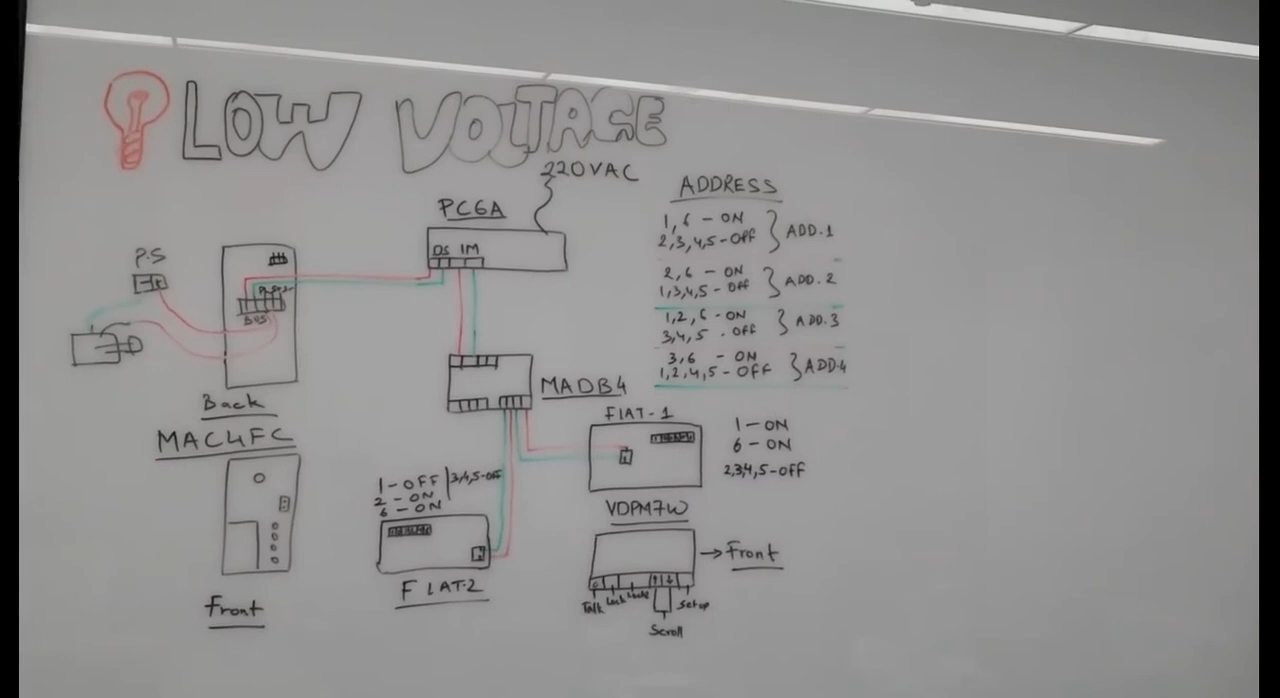 LOW VOLTAGE
220VAC
PC6A
DS IM
ADDRESS
1,6 - ON
2,3,4,5-OFF } ADD.1
2,6 - ON
1,3,4,5 - OFF } ADD.2
1,2,6 - ON
3,4,5 . OFF } ADD.3
3,6 - ON
1,2,4,5 - OFF } ADD.4
P.S
BUS
Back
MAC4FC
Front
MADB4
FLAT-1
1 - ON
6 - ON
2,3,4,5-OFF
1 - OFF | 3,4,5-OFF
2 - ON
6 - ON
FLAT-2
VDPM7W
→ Front
Talk Lock Setup
Scroll